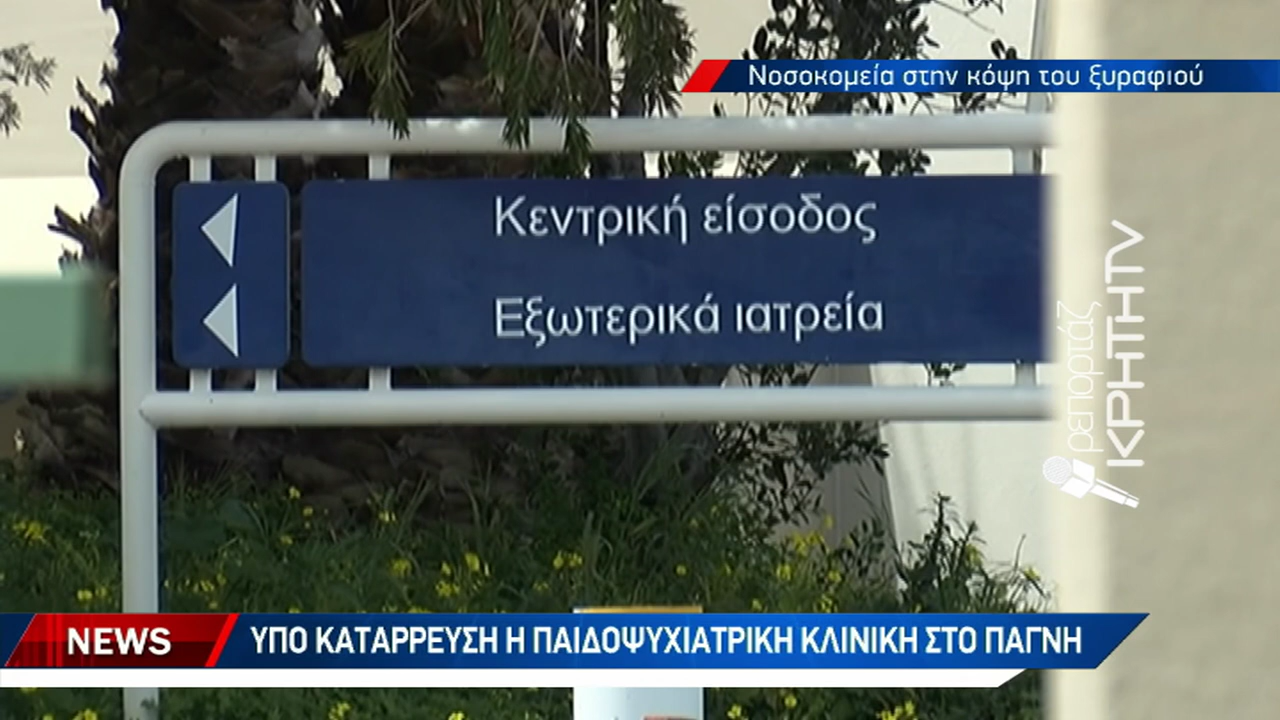 Νοσοκομεία στην κόψη του ξυραφιού
Κεντρική είσοδος
Εξωτερικά ιατρεία
ρεπορτάζ
ΚΡΗΤΗTV
NEWS
ΥΠΟ ΚΑΤΑΡΡΕΥΣΗ Η ΠΑΙΔΟΨΥΧΙΑΤΡΙΚΗ ΚΛΙΝΙΚΗ ΣΤΟ ΠΑΓΝΗ